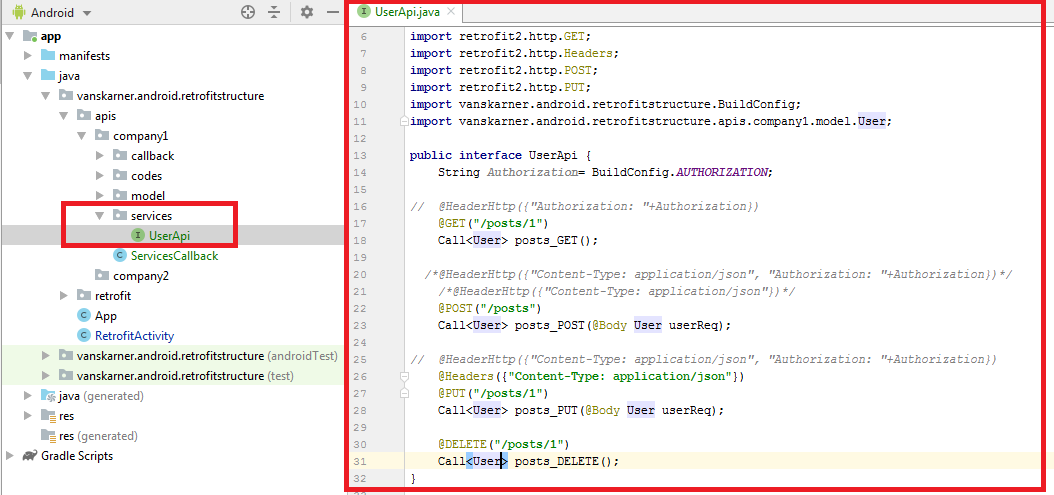 Android
app
manifests
java
vanskarner.android.retrofitstructure
apis
company1
callback
codes
model
services
UserApi
ServicesCallback
company2
retrofit
App
RetrofitActivity
vanskarner.android.retrofitstructure (androidTest)
vanskarner.android.retrofitstructure (test)
java (generated)
res
res (generated)
Gradle Scripts
UserApi.java
6 import retrofit2.http.GET;
7 import retrofit2.http.Headers;
8 import retrofit2.http.POST;
9 import retrofit2.http.PUT;
10 import vanskarner.android.retrofitstructure.BuildConfig;
11 import vanskarner.android.retrofitstructure.apis.company1.model.User;
12
13 public interface UserApi {
14 String Authorization= BuildConfig.AUTHORIZATION;
15
16 // @HeaderHttp({"Authorization: "+Authorization})
17 @GET("/posts/1")
18 Call<User> posts_GET();
19
20 /*@HeaderHttp({"Content-Type: application/json", "Authorization: "+Authorization})*/
21 /*@HeaderHttp({"Content-Type: application/json"})*/
22 @POST("/posts")
23 Call<User> posts_POST(@Body User userReq);
24
25 // @HeaderHttp({"Content-Type: application/json", "Authorization: "+Authorization})
26 @Headers({"Content-Type: application/json"})
27 @PUT("/posts/1")
28 Call<User> posts_PUT(@Body User userReq);
29
30 @DELETE("/posts/1")
31 Call<User> posts_DELETE();
32 }